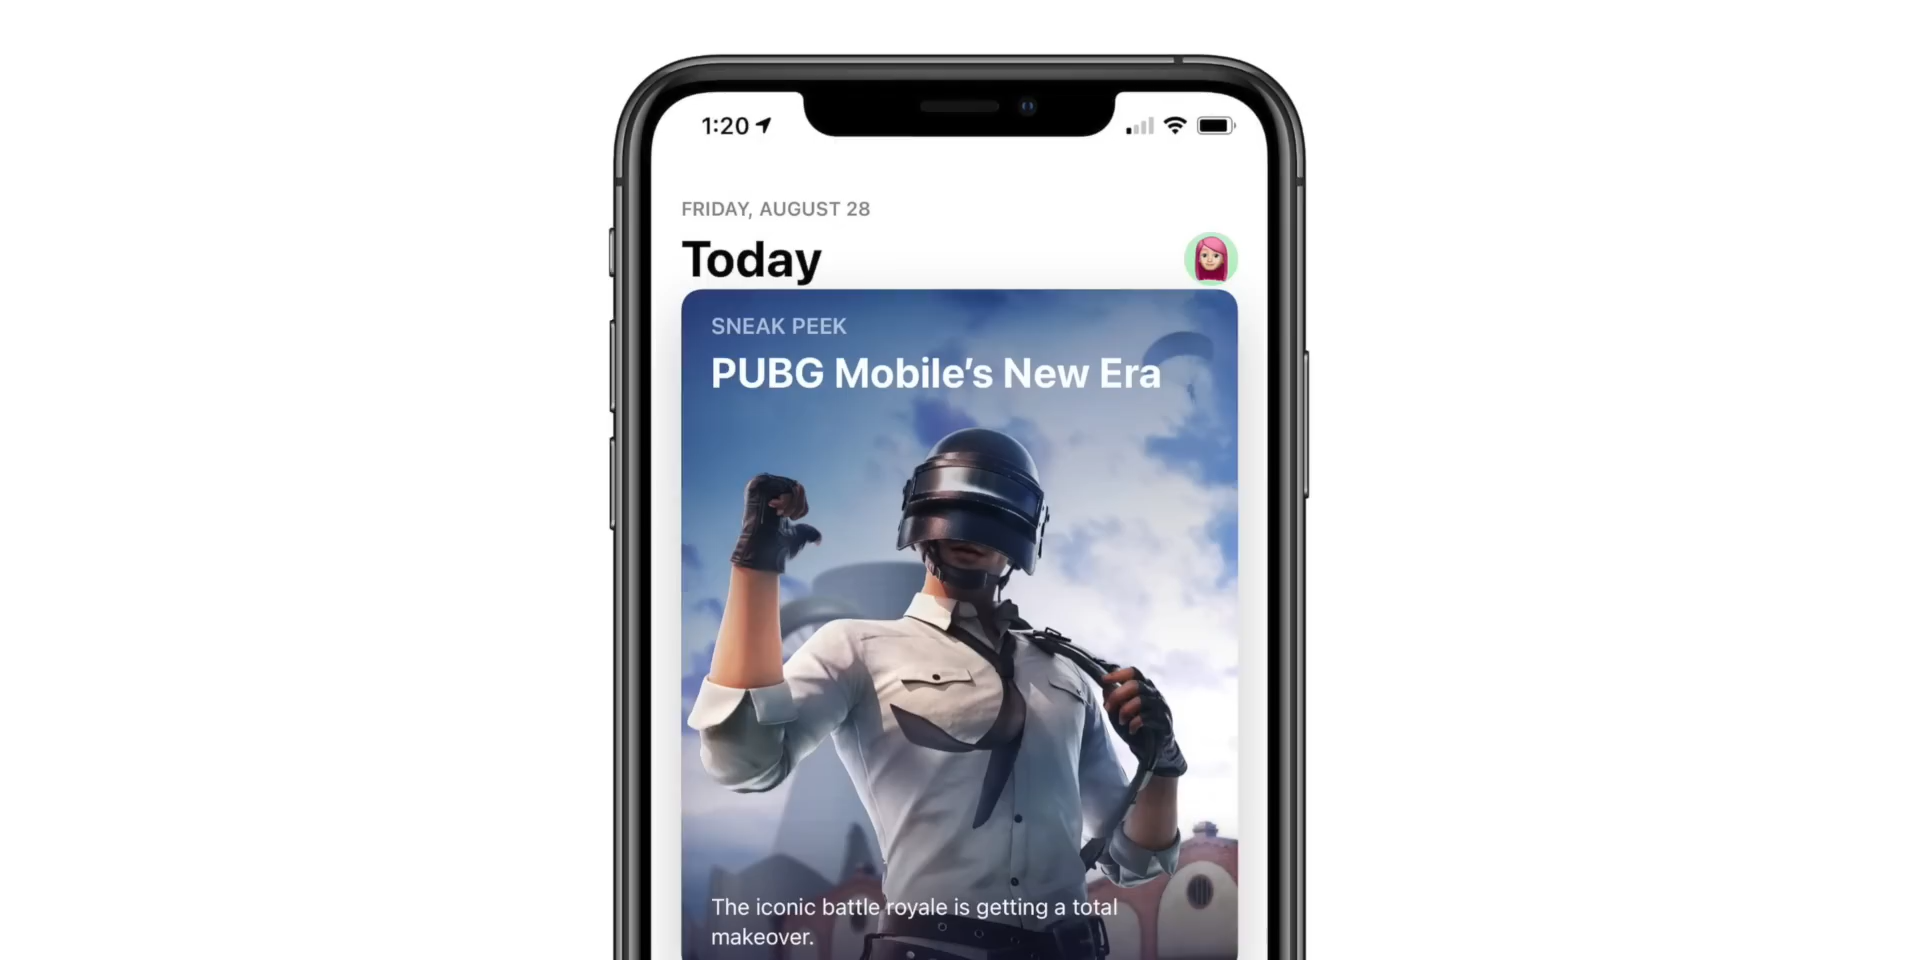 1:20
FRIDAY, AUGUST 28
Today
SNEAK PEEK
PUBG Mobile’s New Era
The iconic battle royale is getting a total
makeover.